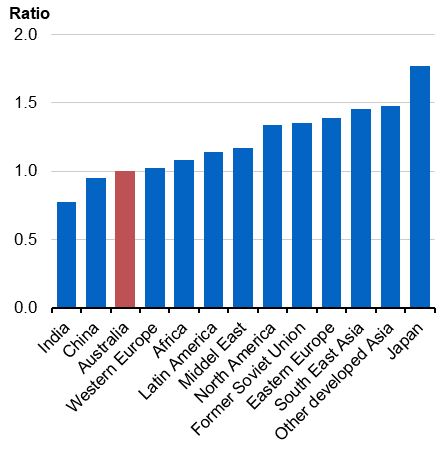 Ratio
2.0
1.5
1.0
0.5
0.0
India
China
Australia
Western Europe
Africa
Latin America
Middel East
North America
Former Soviet Union
Eastern Europe
South East Asia
Other developed Asia
Japan